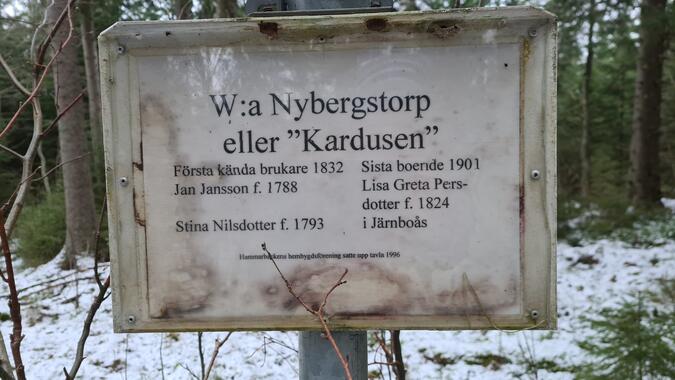 W:a Nybergstorp
eller "Kardusen"
Första kända brukare 1832
Jan Jansson f. 1788
Stina Nilsdotter f. 1793
Sista boende 1901
Lisa Greta Pers-
dotter f. 1824
i Järnboås
Hammarbackens hembygdsförening satte upp tavla 1996